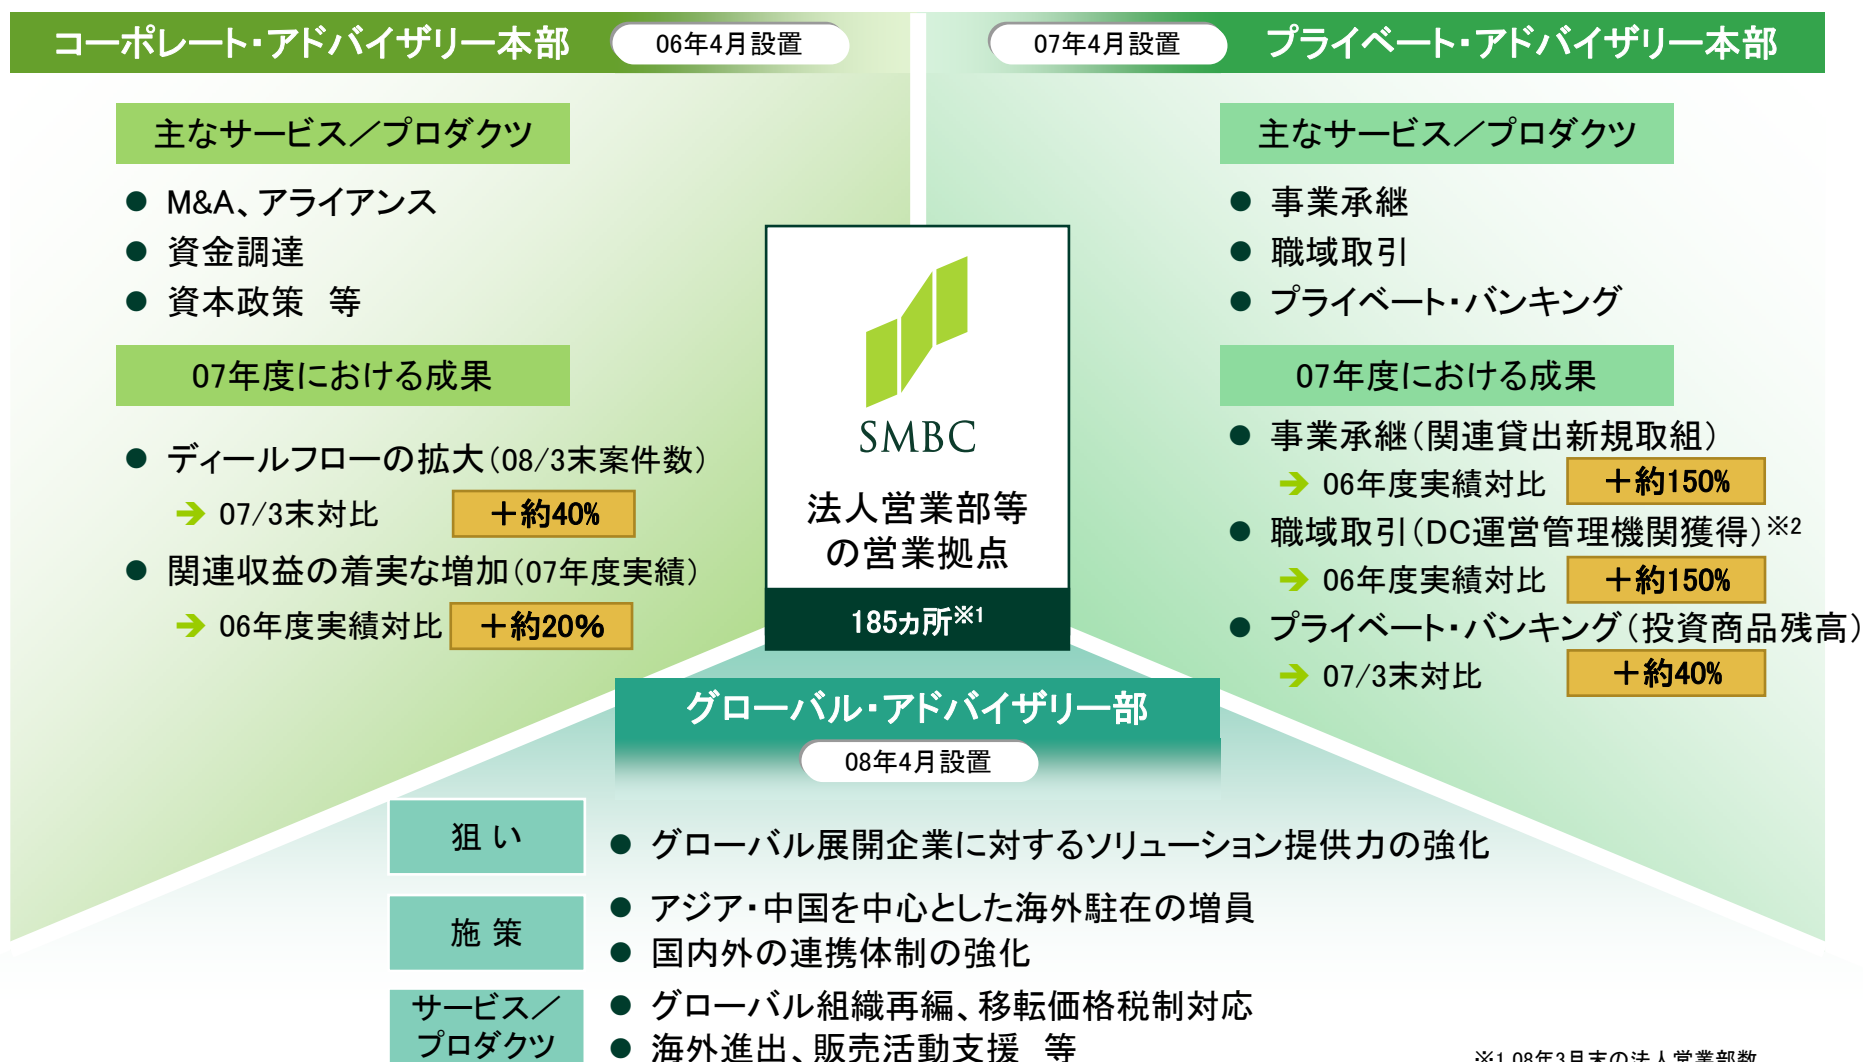 コーポレート・アドバイザリー本部
06年4月設置
主なサービス／プロダクツ
● M&A、アライアンス
● 資金調達
● 資本政策　等
07年度における成果
● ディールフローの拡大（08/3末案件数）
➔ 07/3末対比　＋約40%
● 関連収益の着実な増加（07年度実績）
➔ 06年度実績対比　＋約20%
07年4月設置
プライベート・アドバイザリー本部
主なサービス／プロダクツ
● 事業承継
● 職域取引
● プライベート・バンキング
07年度における成果
● 事業承継（関連貸出新規取組）
➔ 06年度実績対比　＋約150%
● 職域取引（DC運営管理機関獲得）※2
➔ 06年度実績対比　＋約150%
● プライベート・バンキング（投資商品残高）
➔ 07/3末対比　＋約40%
SMBC
法人営業部等
の営業拠点
185ヵ所※1
グローバル・アドバイザリー部
08年4月設置
狙 い
● グローバル展開企業に対するソリューション提供力の強化
施 策
● アジア・中国を中心とした海外駐在の増員
● 国内外の連携体制の強化
サービス／
プロダクツ
● グローバル組織再編、移転価格税制対応
● 海外進出、販売活動支援　等
※1 08年3月末の法人営業部数